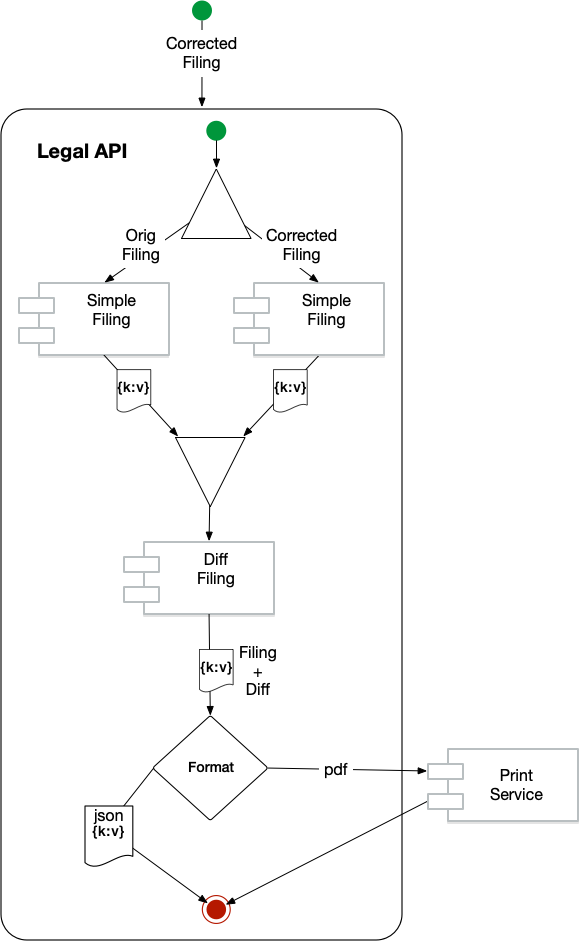 Corrected
Filing
Legal API
Orig
Filing
Corrected
Filing
Simple
Filing
Simple
Filing
{k:v}
{k:v}
Diff
Filing
{k:v}
Filing
+
Diff
Format
pdf
Print
Service
json
{k:v}